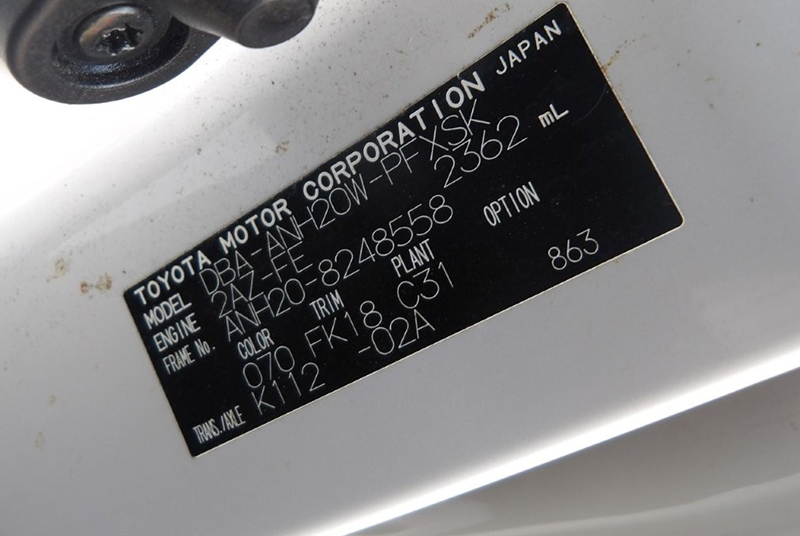 TOYOTA MOTOR CORPORATION JAPAN
MODEL DBA-ANH20W-PFXSK
ENGINE 2AZ-FE 2362 mL
FRAME No. ANH20-8248558
COLOR TRIM PLANT OPTION
070 FK18 C31 863
TRANS./AXLE K112 -02A